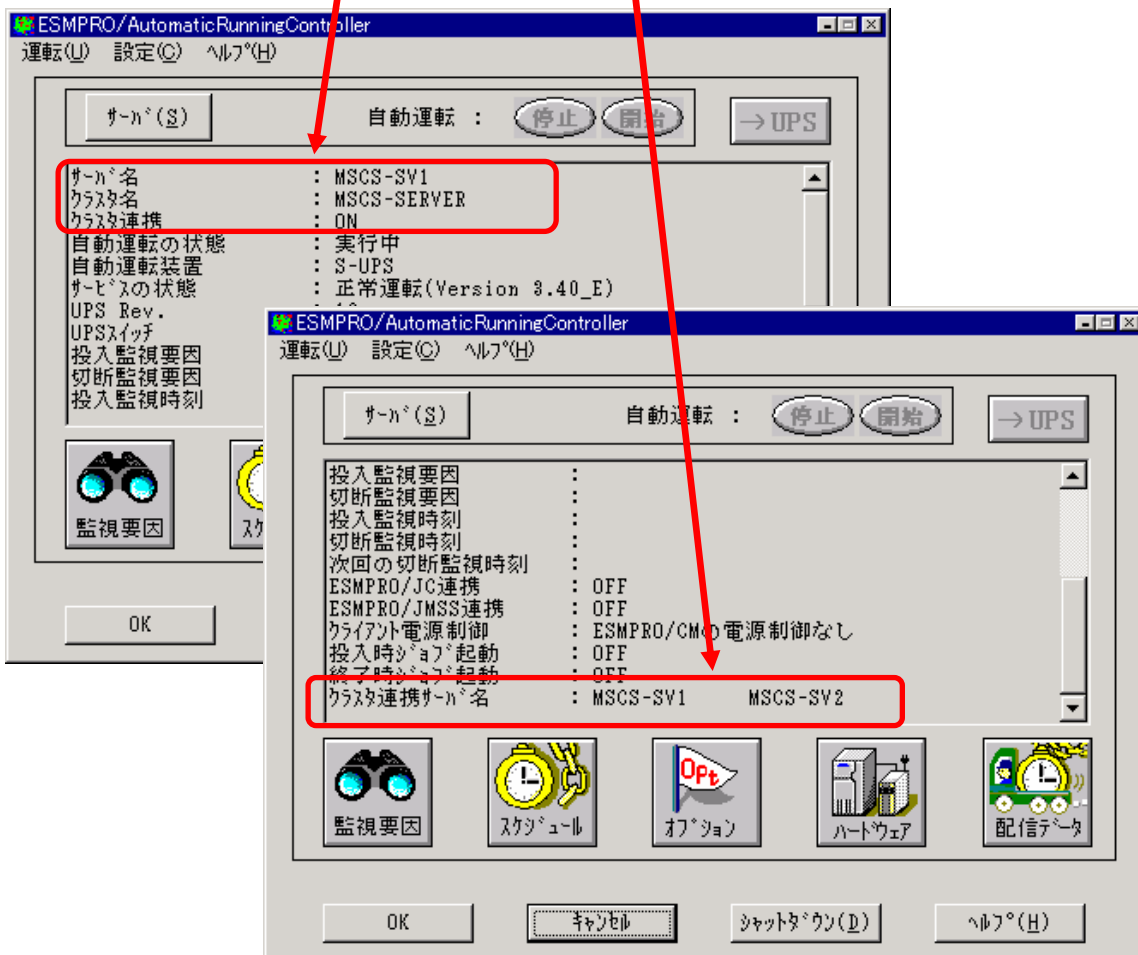 ESMPRO/AutomaticRunningController
運転(U) 設定(C) ﾍﾙﾌﾟ(H)
ｻｰﾊﾞ(S) 自動運転 : 停止 開始 →UPS
ｻｰﾊﾞ名 : MSCS-SV1
ｸﾗｽﾀ名 : MSCS-SERVER
ｸﾗｽﾀ連携 : ON
自動運転の状態 : 実行中
自動運転装置 : S-UPS
ｻｰﾋﾞｽの状態 : 正常運転(Version 3.40_E)
UPS Rev. :
UPSｽｲｯﾁ
投入監視要因
切断監視要因
投入監視時刻
監視要因
OK
ESMPRO/AutomaticRunningController
運転(U) 設定(C) ﾍﾙﾌﾟ(H)
ｻｰﾊﾞ(S) 自動運転 : 停止 開始 →UPS
投入監視要因 :
切断監視要因 :
投入監視時刻 :
切断監視時刻 :
次回の切断監視時刻 :
ESMPRO/JC連携 : OFF
ESMPRO/JMSS連携 : OFF
ｸﾗｲｱﾝﾄ電源制御 : ESMPRO/CMの電源制御なし
投入時ｼﾞｮﾌﾞ起動 : OFF
終了時ｼﾞｮﾌﾞ起動 : OFF
ｸﾗｽﾀ連携ｻｰﾊﾞ名 : MSCS-SV1 MSCS-SV2
監視要因 ｽｹｼﾞｭｰﾙ Opt ｵﾌﾟｼｮﾝ ﾊｰﾄﾞｳｪｱ 配信ﾃﾞｰﾀ
OK ｷｬﾝｾﾙ ｼｬｯﾄﾀﾞｳﾝ(D) ﾍﾙﾌﾟ(H)